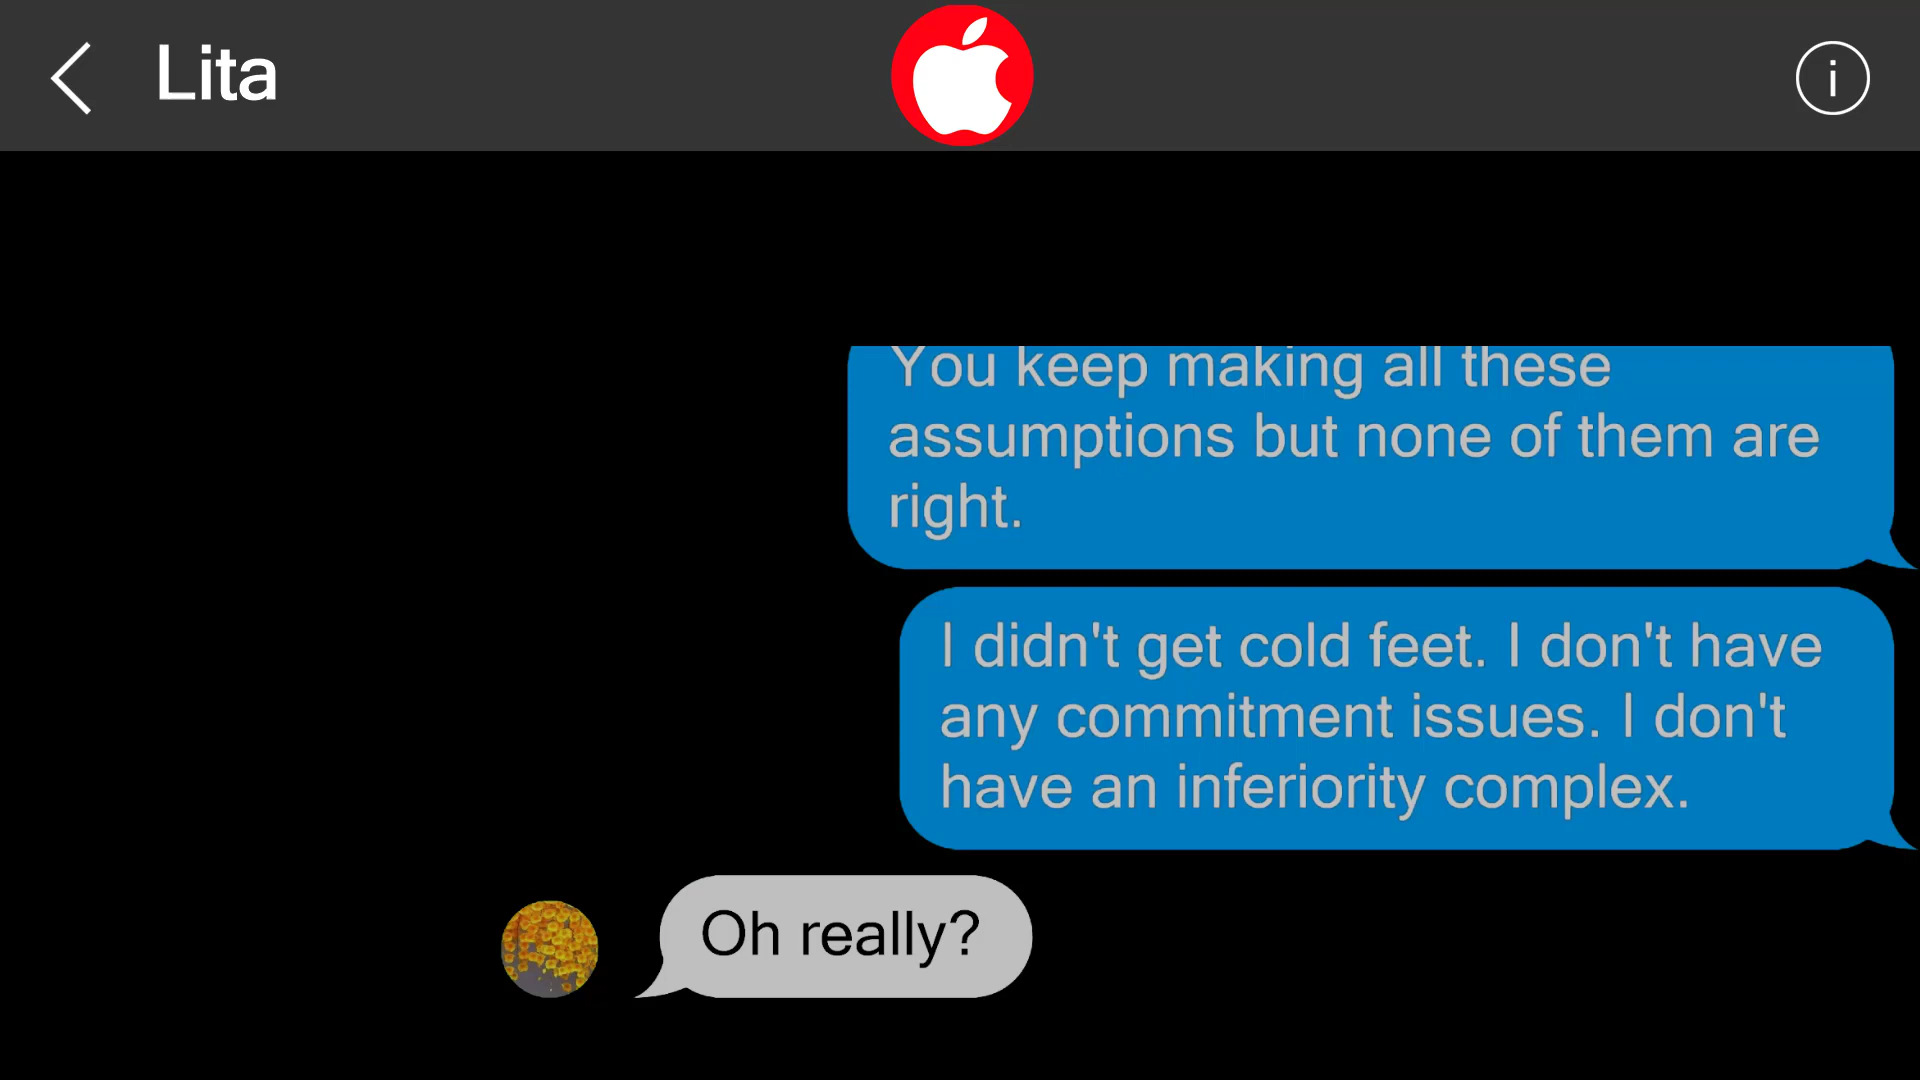 Lita
i
You keep making all these
assumptions but none of them are
right.
I didn't get cold feet. I don't have
any commitment issues. I don't
have an inferiority complex.
Oh really?